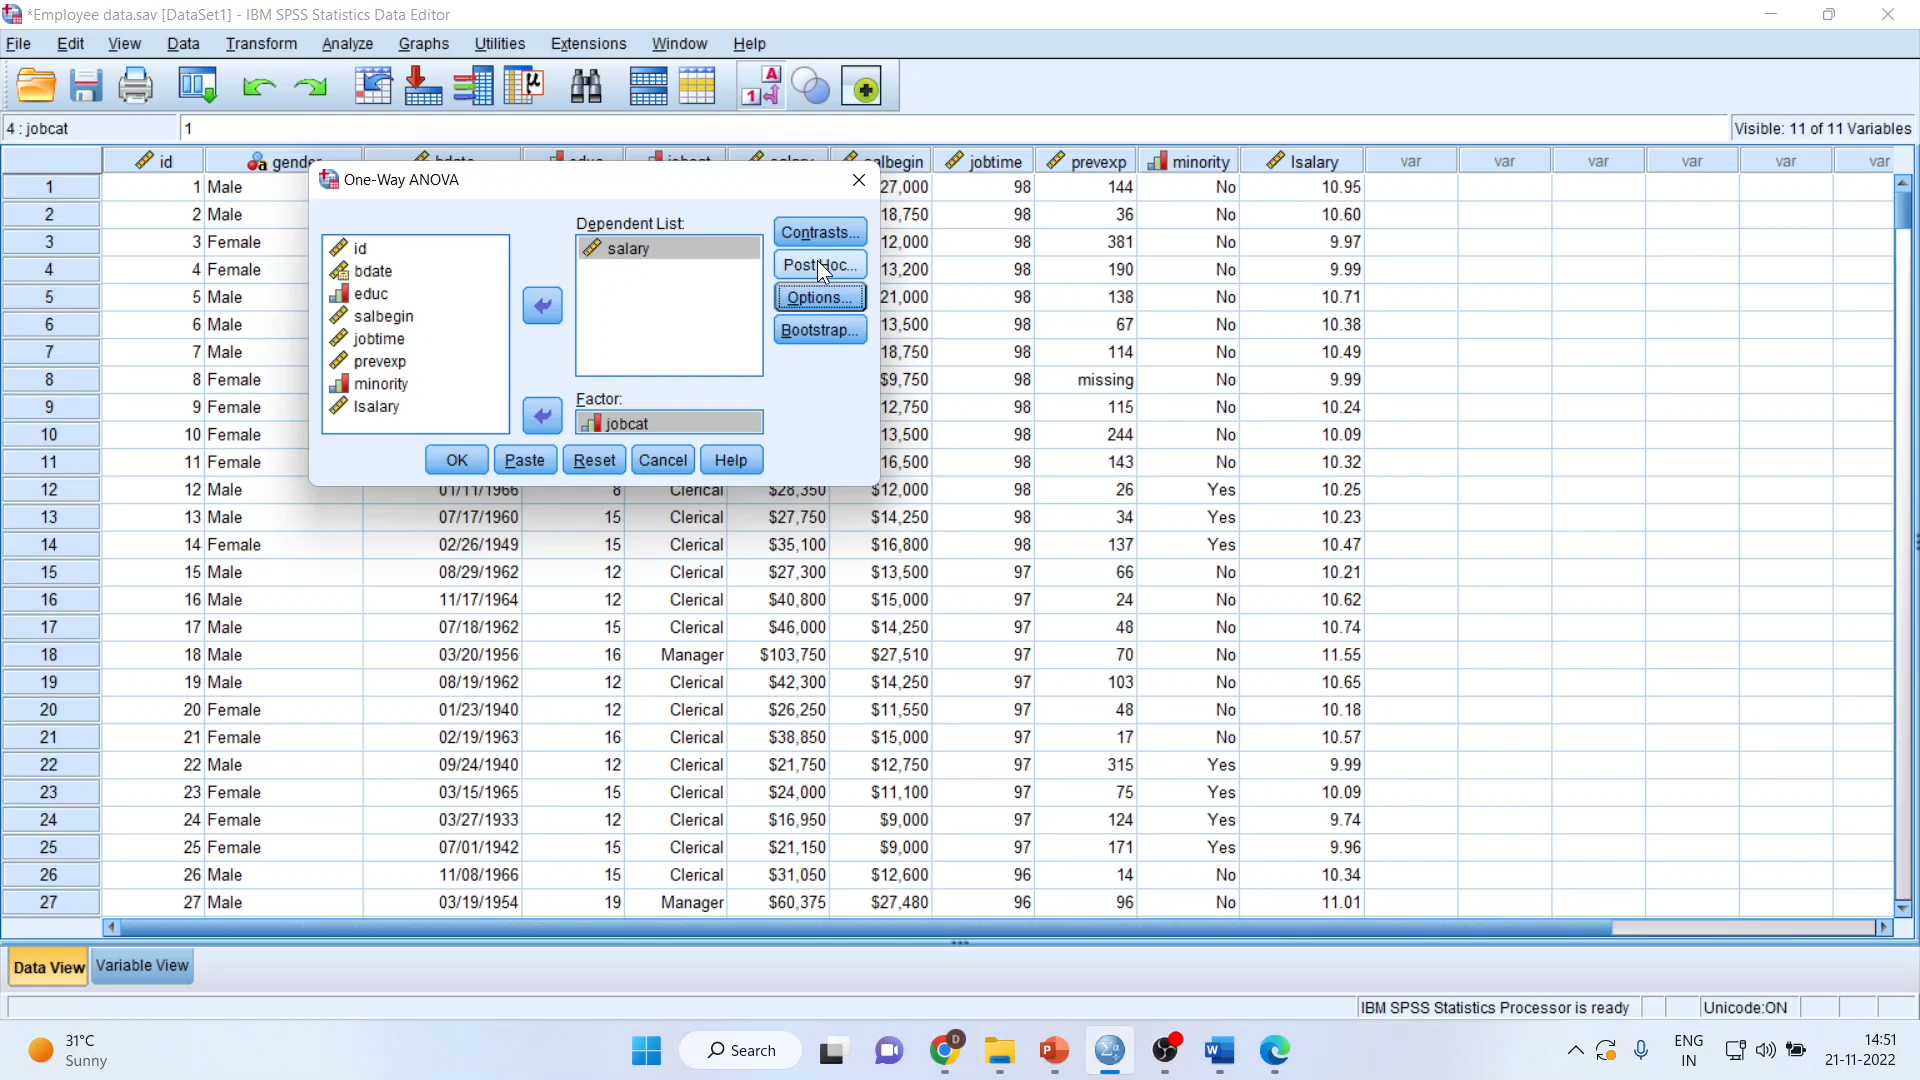 *Employee data.sav [DataSet1] - IBM SPSS Statistics Data Editor
File Edit View Data Transform Analyze Graphs Utilities Extensions Window Help
4 : jobcat 1 Visible: 11 of 11 Variables
id gender bdate educ jobcat salary salbegin jobtime prevexp minority lsalary var var var var var var
One-Way ANOVA
Dependent List:
salary
id
bdate
educ
salbegin
jobtime
prevexp
minority
lsalary
Factor:
jobcat
Contrasts...
Post Hoc...
Options...
Bootstrap...
OK Paste Reset Cancel Help
1 1 Male 27,000 98 144 No 10.95
2 2 Male 18,750 98 36 No 10.60
3 3 Female 12,000 98 381 No 9.97
4 4 Female 13,200 98 190 No 9.99
5 5 Male 21,000 98 138 No 10.71
6 6 Male 13,500 98 67 No 10.38
7 7 Male 18,750 98 114 No 10.49
8 8 Female $9,750 98 missing No 9.99
9 9 Female 12,750 98 115 No 10.24
10 10 Female 13,500 98 244 No 10.09
11 11 Female 16,500 98 143 No 10.32
12 12 Male 01/11/1966 8 Clerical $28,350 $12,000 98 26 Yes 10.25
13 13 Male 07/17/1960 15 Clerical $27,750 $14,250 98 34 Yes 10.23
14 14 Female 02/26/1949 15 Clerical $35,100 $16,800 98 137 Yes 10.47
15 15 Male 08/29/1962 12 Clerical $27,300 $13,500 97 66 No 10.21
16 16 Male 11/17/1964 12 Clerical $40,800 $15,000 97 24 No 10.62
17 17 Male 07/18/1962 15 Clerical $46,000 $14,250 97 48 No 10.74
18 18 Male 03/20/1956 16 Manager $103,750 $27,510 97 70 No 11.55
19 19 Male 08/19/1962 12 Clerical $42,300 $14,250 97 103 No 10.65
20 20 Female 01/23/1940 12 Clerical $26,250 $11,550 97 48 No 10.18
21 21 Female 02/19/1963 16 Clerical $38,850 $15,000 97 17 No 10.57
22 22 Male 09/24/1940 12 Clerical $21,750 $12,750 97 315 Yes 9.99
23 23 Female 03/15/1965 15 Clerical $24,000 $11,100 97 75 Yes 10.09
24 24 Female 03/27/1933 12 Clerical $16,950 $9,000 97 124 Yes 9.74
25 25 Female 07/01/1942 15 Clerical $21,150 $9,000 97 171 Yes 9.96
26 26 Male 11/08/1966 15 Clerical $31,050 $12,600 96 14 No 10.34
27 27 Male 03/19/1954 19 Manager $60,375 $27,480 96 96 No 11.01
Data View Variable View
IBM SPSS Statistics Processor is ready Unicode:ON
31°C
Sunny
Search
ENG
IN
14:51
21-11-2022